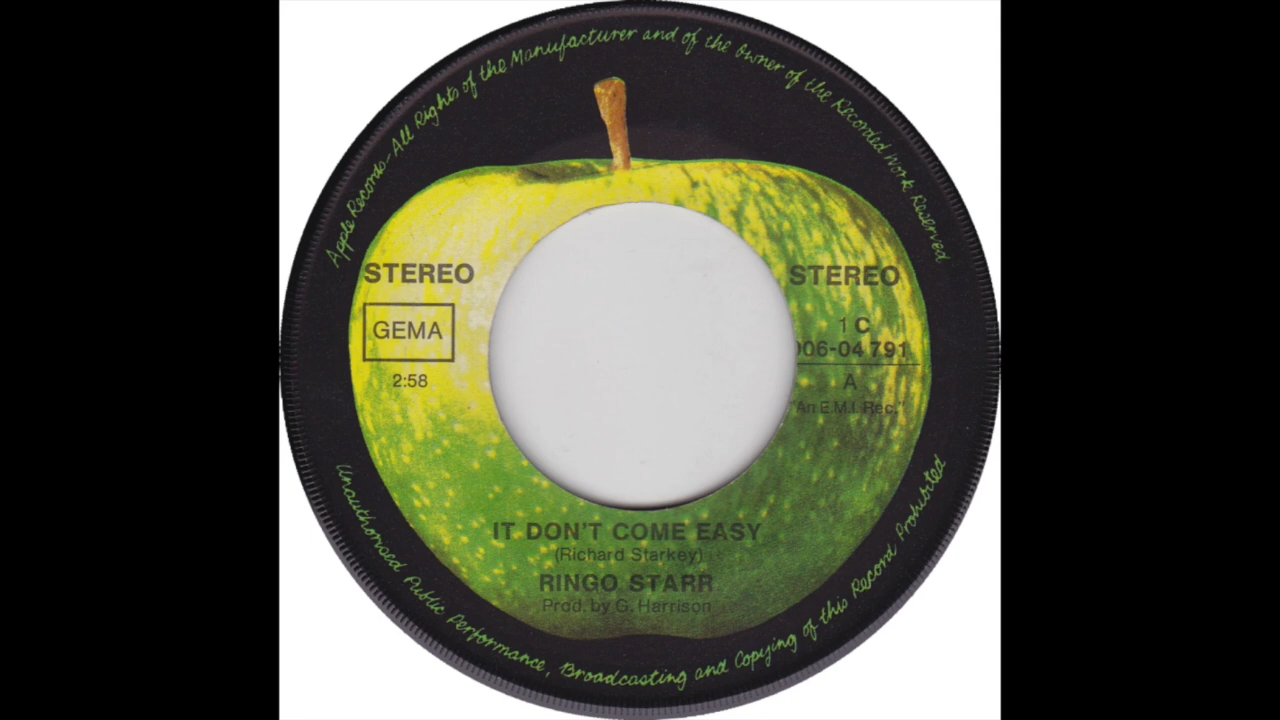 Apple Records - All Rights of the Manufacturer and of the Owner of the Recorded Work Reserved
STEREO
GEMA
2:58
STEREO
1 C
006-04 791
A
"An E.M.I. Rec."
IT DON'T COME EASY
(Richard Starkey)
RINGO STARR
Prod. by G. Harrison
Unauthorised Public Performance, Broadcasting and Copying of this Record Prohibited